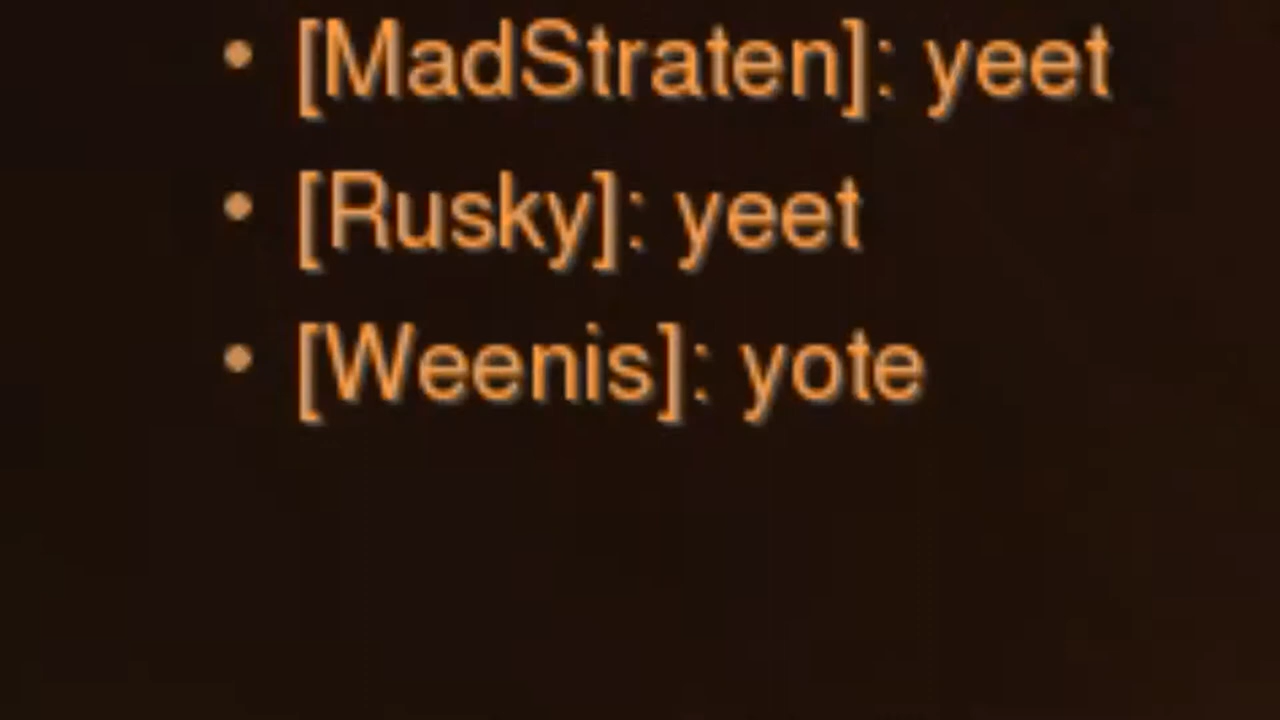 • [MadStraten]: yeet
• [Rusky]: yeet
• [Weenis]: yote